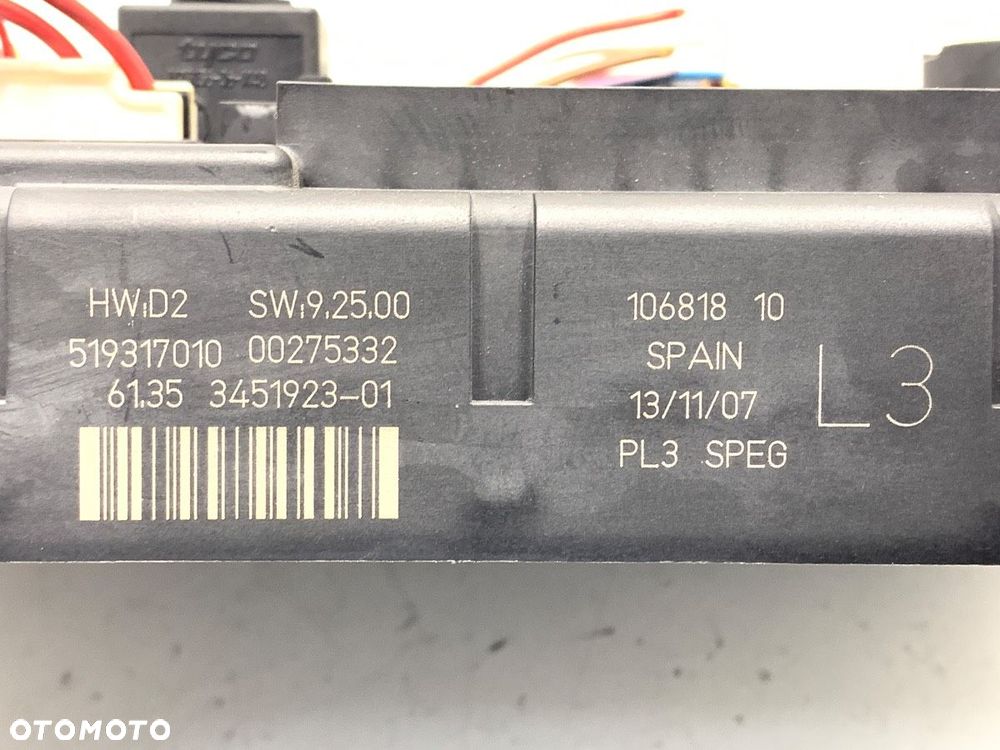 tyco
HW:D2 SW:9.25.00
519317010 00275332
61.35 3451923-01
106818 10
SPAIN
13/11/07
PL3 SPEG
L3
OTOMOTO